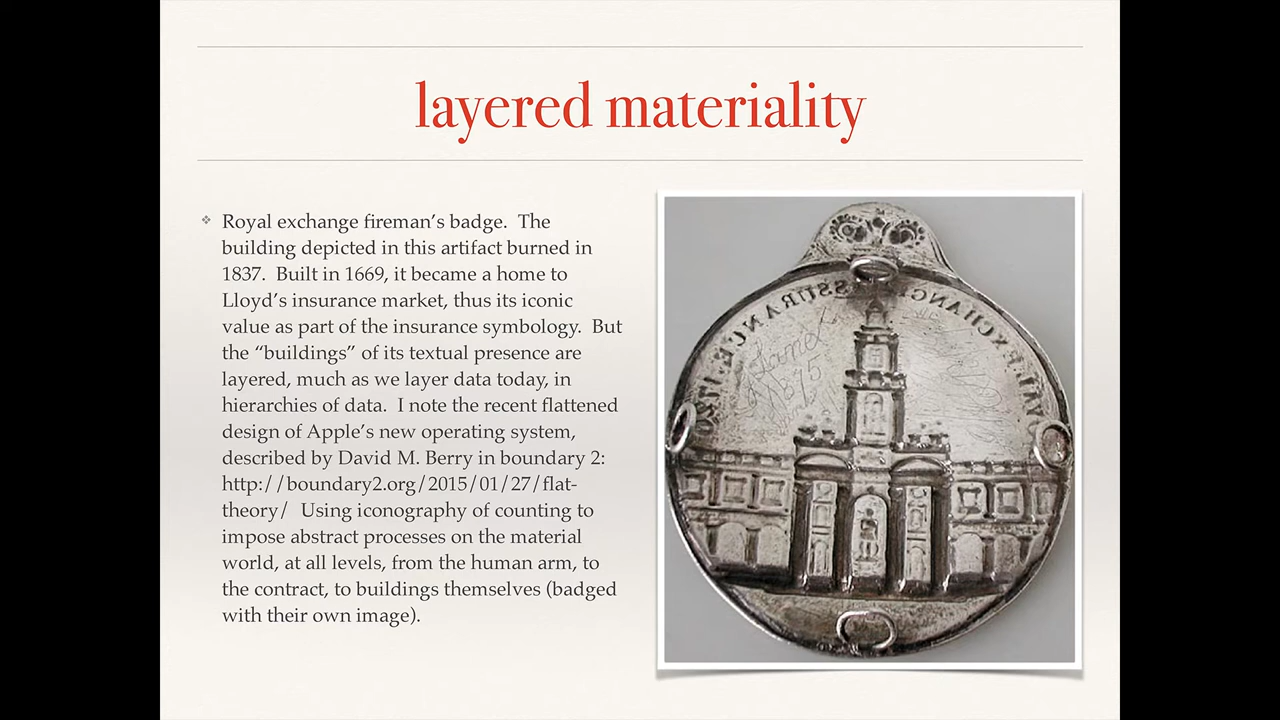 layered materiality
Royal exchange fireman’s badge. The
building depicted in this artifact burned in
1837. Built in 1669, it became a home to
Lloyd’s insurance market, thus its iconic
value as part of the insurance symbology. But
the “buildings” of its textual presence are
layered, much as we layer data today, in
hierarchies of data. I note the recent flattened
design of Apple’s new operating system,
described by David M. Berry in boundary 2:
http://boundary2.org/2015/01/27/flat-
theory/ Using iconography of counting to
impose abstract processes on the material
world, at all levels, from the human arm, to
the contract, to buildings themselves (badged
with their own image).